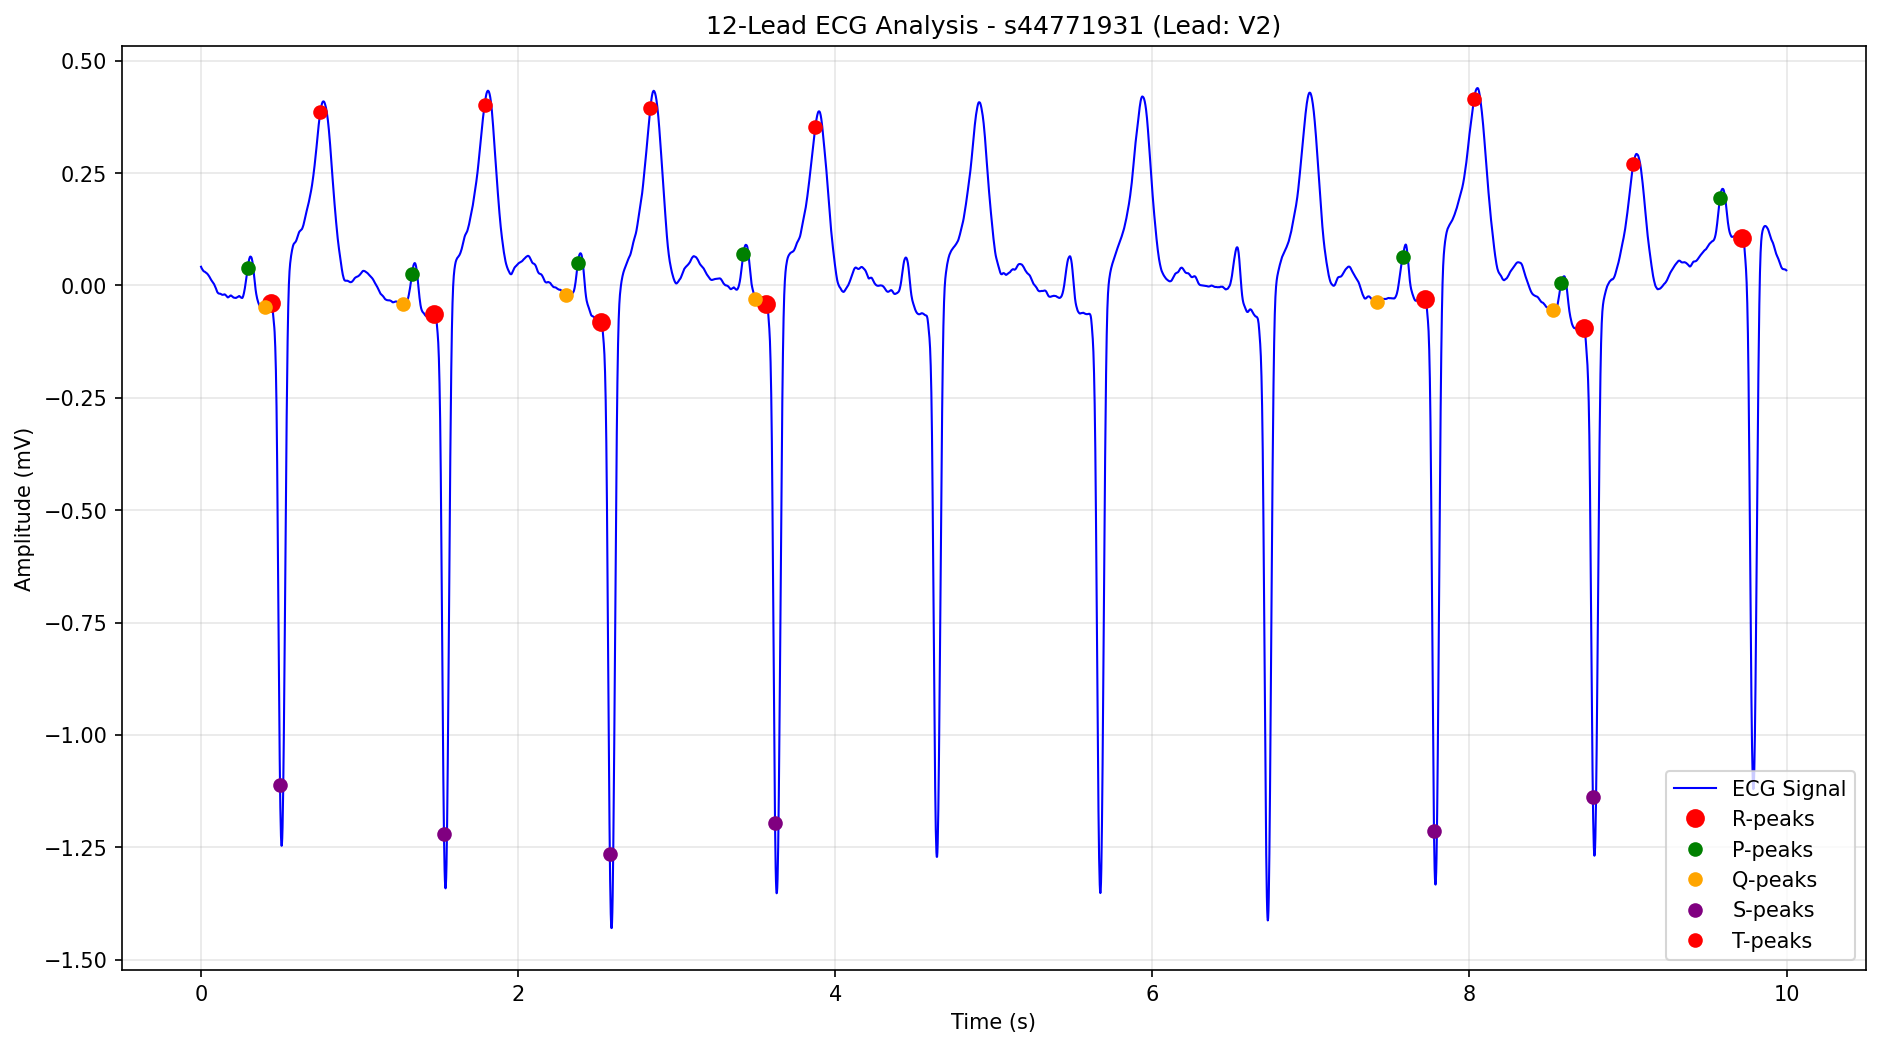 12-Lead ECG Analysis - s44771931 (Lead: V2)
Amplitude (mV)
0.50
0.25
0.00
−0.25
−0.50
−0.75
−1.00
−1.25
−1.50
ECG Signal
R-peaks
P-peaks
Q-peaks
S-peaks
T-peaks
0 2 4 6 8 10
Time (s)